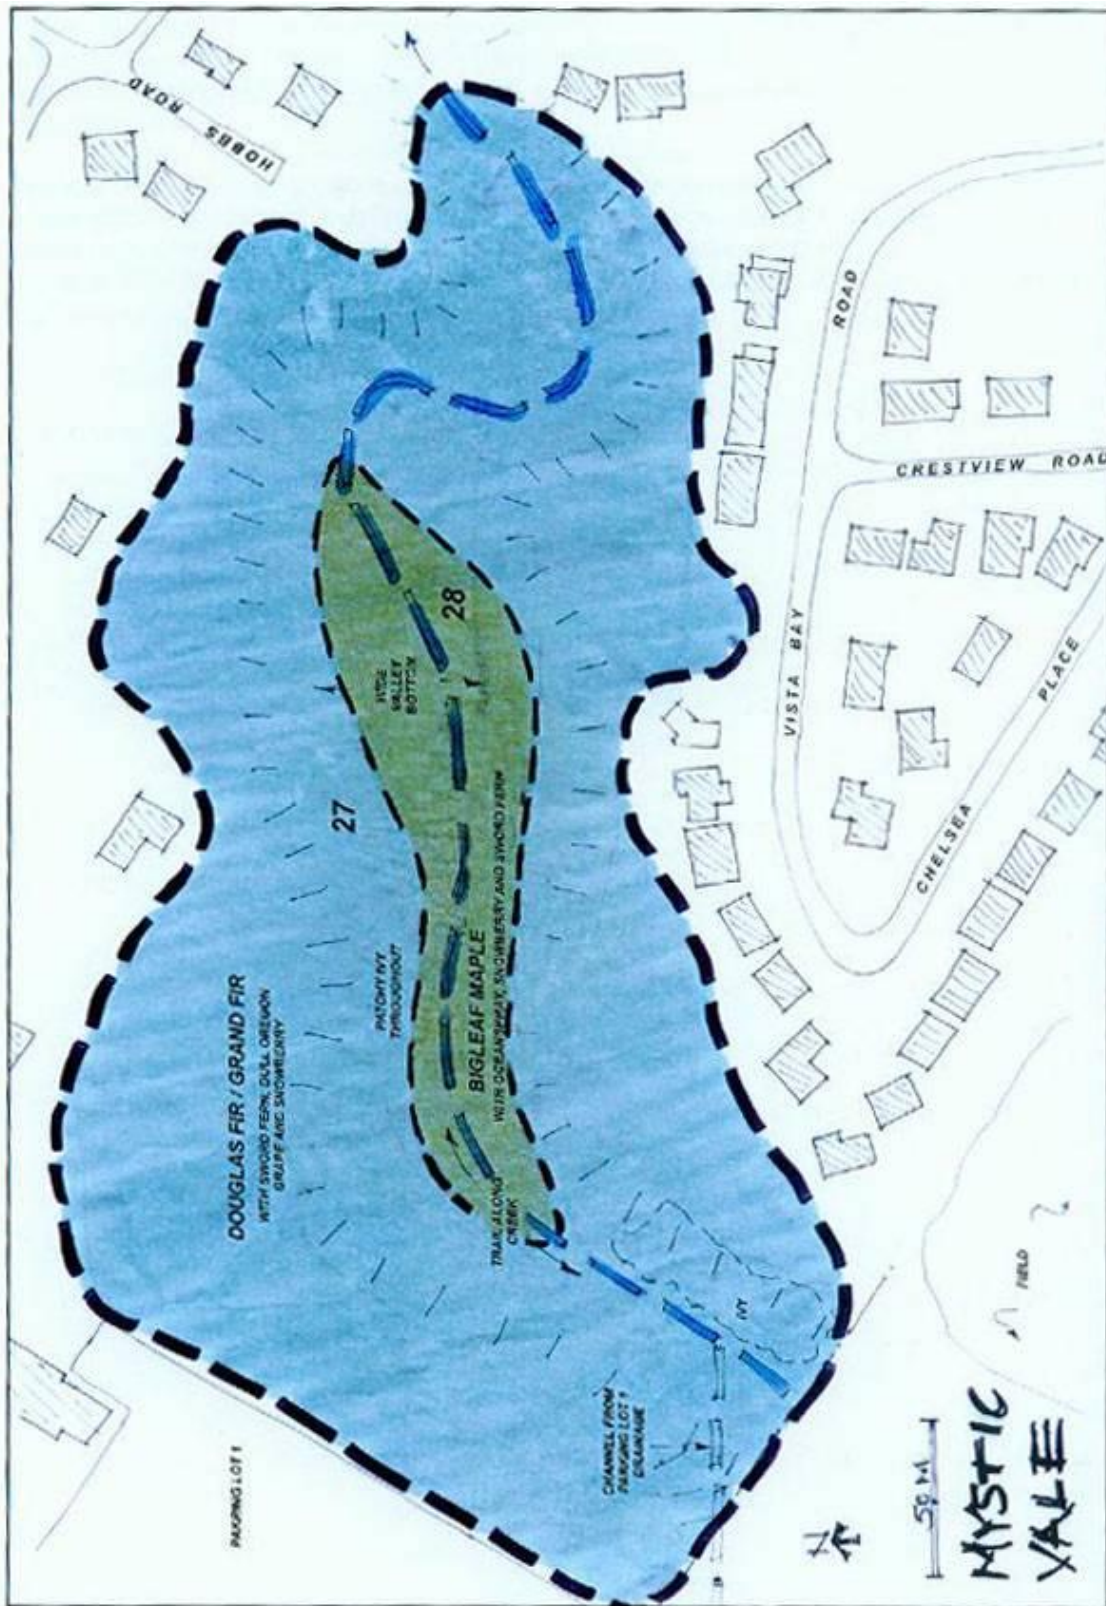 HOBBS ROAD
ROAD
CRESTVIEW ROAD
28
WIDE
VALLEY
BOTTOM
VISTA BAY
PLACE
27
CHELSEA
PATCHY IVY
THROUGHOUT
BIGLEAF MAPLE
WITH OCEANSPRAY, SNOWBERRY AND SWORD FERN
DOUGLAS FIR / GRAND FIR
WITH SWORD FERN, DULL OREGON
GRAPE AND SNOWBERRY
TRAIL ALONG
CREEK
IVY
FIELD
CHANNEL FROM
PARKING LOT 1
DRAINAGE
PARKING LOT 1
N
50 M
MYSTIC
VALE